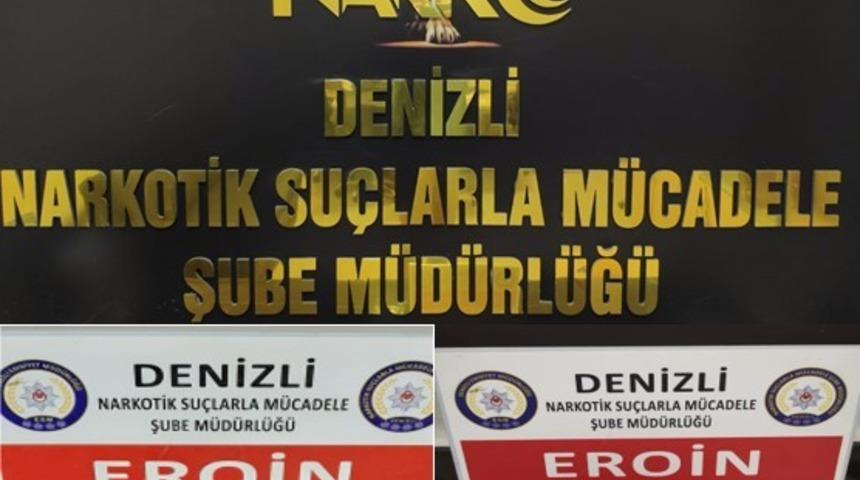 NARKO
DENİZLİ
NARKOTİK SUÇLARLA MÜCADELE
ŞUBE MÜDÜRLÜĞÜ
DENİZLİ
NARKOTİK SUÇLARLA MÜCADELE
ŞUBE MÜDÜRLÜĞÜ
EROİN
DENİZLİ
NARKOTİK SUÇLARLA MÜCADELE
ŞUBE MÜDÜRLÜĞÜ
EROİN